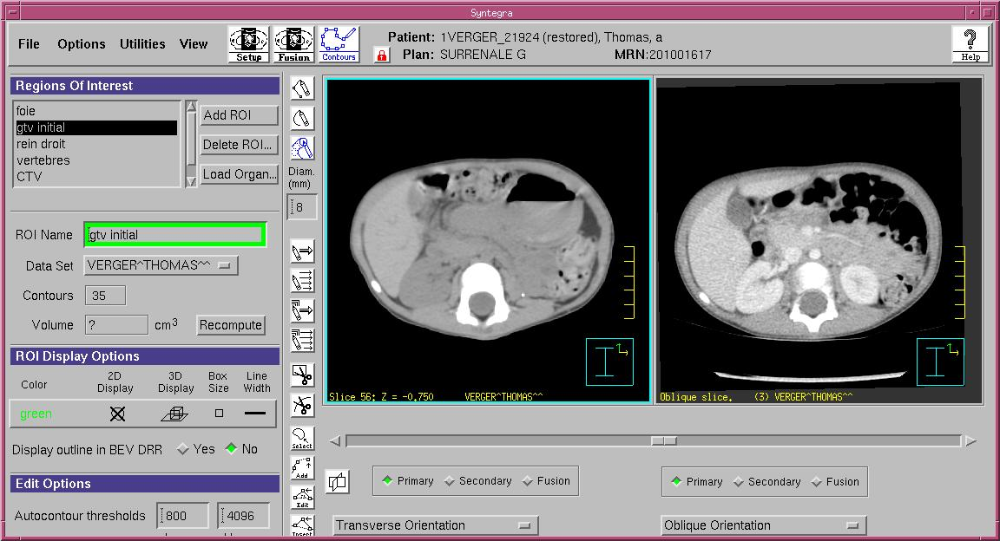 Syntegra
File Options Utilities View
Setup Fusion Contours
Patient: 1VERGER_21924 (restored), Thomas, a
Plan: SURRENALE G MRN:201001617
Help
Regions Of Interest
foie
gtv initial
rein droit
vertebres
CTV
Add ROI
Delete ROI...
Load Organ...
ROI Name gtv initial
Data Set VERGER^THOMAS^^
Contours 35
Volume ? cm3 Recompute
ROI Display Options
Color 2D Display 3D Display Box Size Line Width
green
Display outline in BEV DRR Yes No
Edit Options
Autocontour thresholds 800 4096
Diam.
(mm)
8
Select
Add
Edit
Insert
Slice 56: Z = -0.750 VERGER^THOMAS^^
Oblique slice. (3) VERGER^THOMAS^^
Primary Secondary Fusion
Primary Secondary Fusion
Transverse Orientation
Oblique Orientation